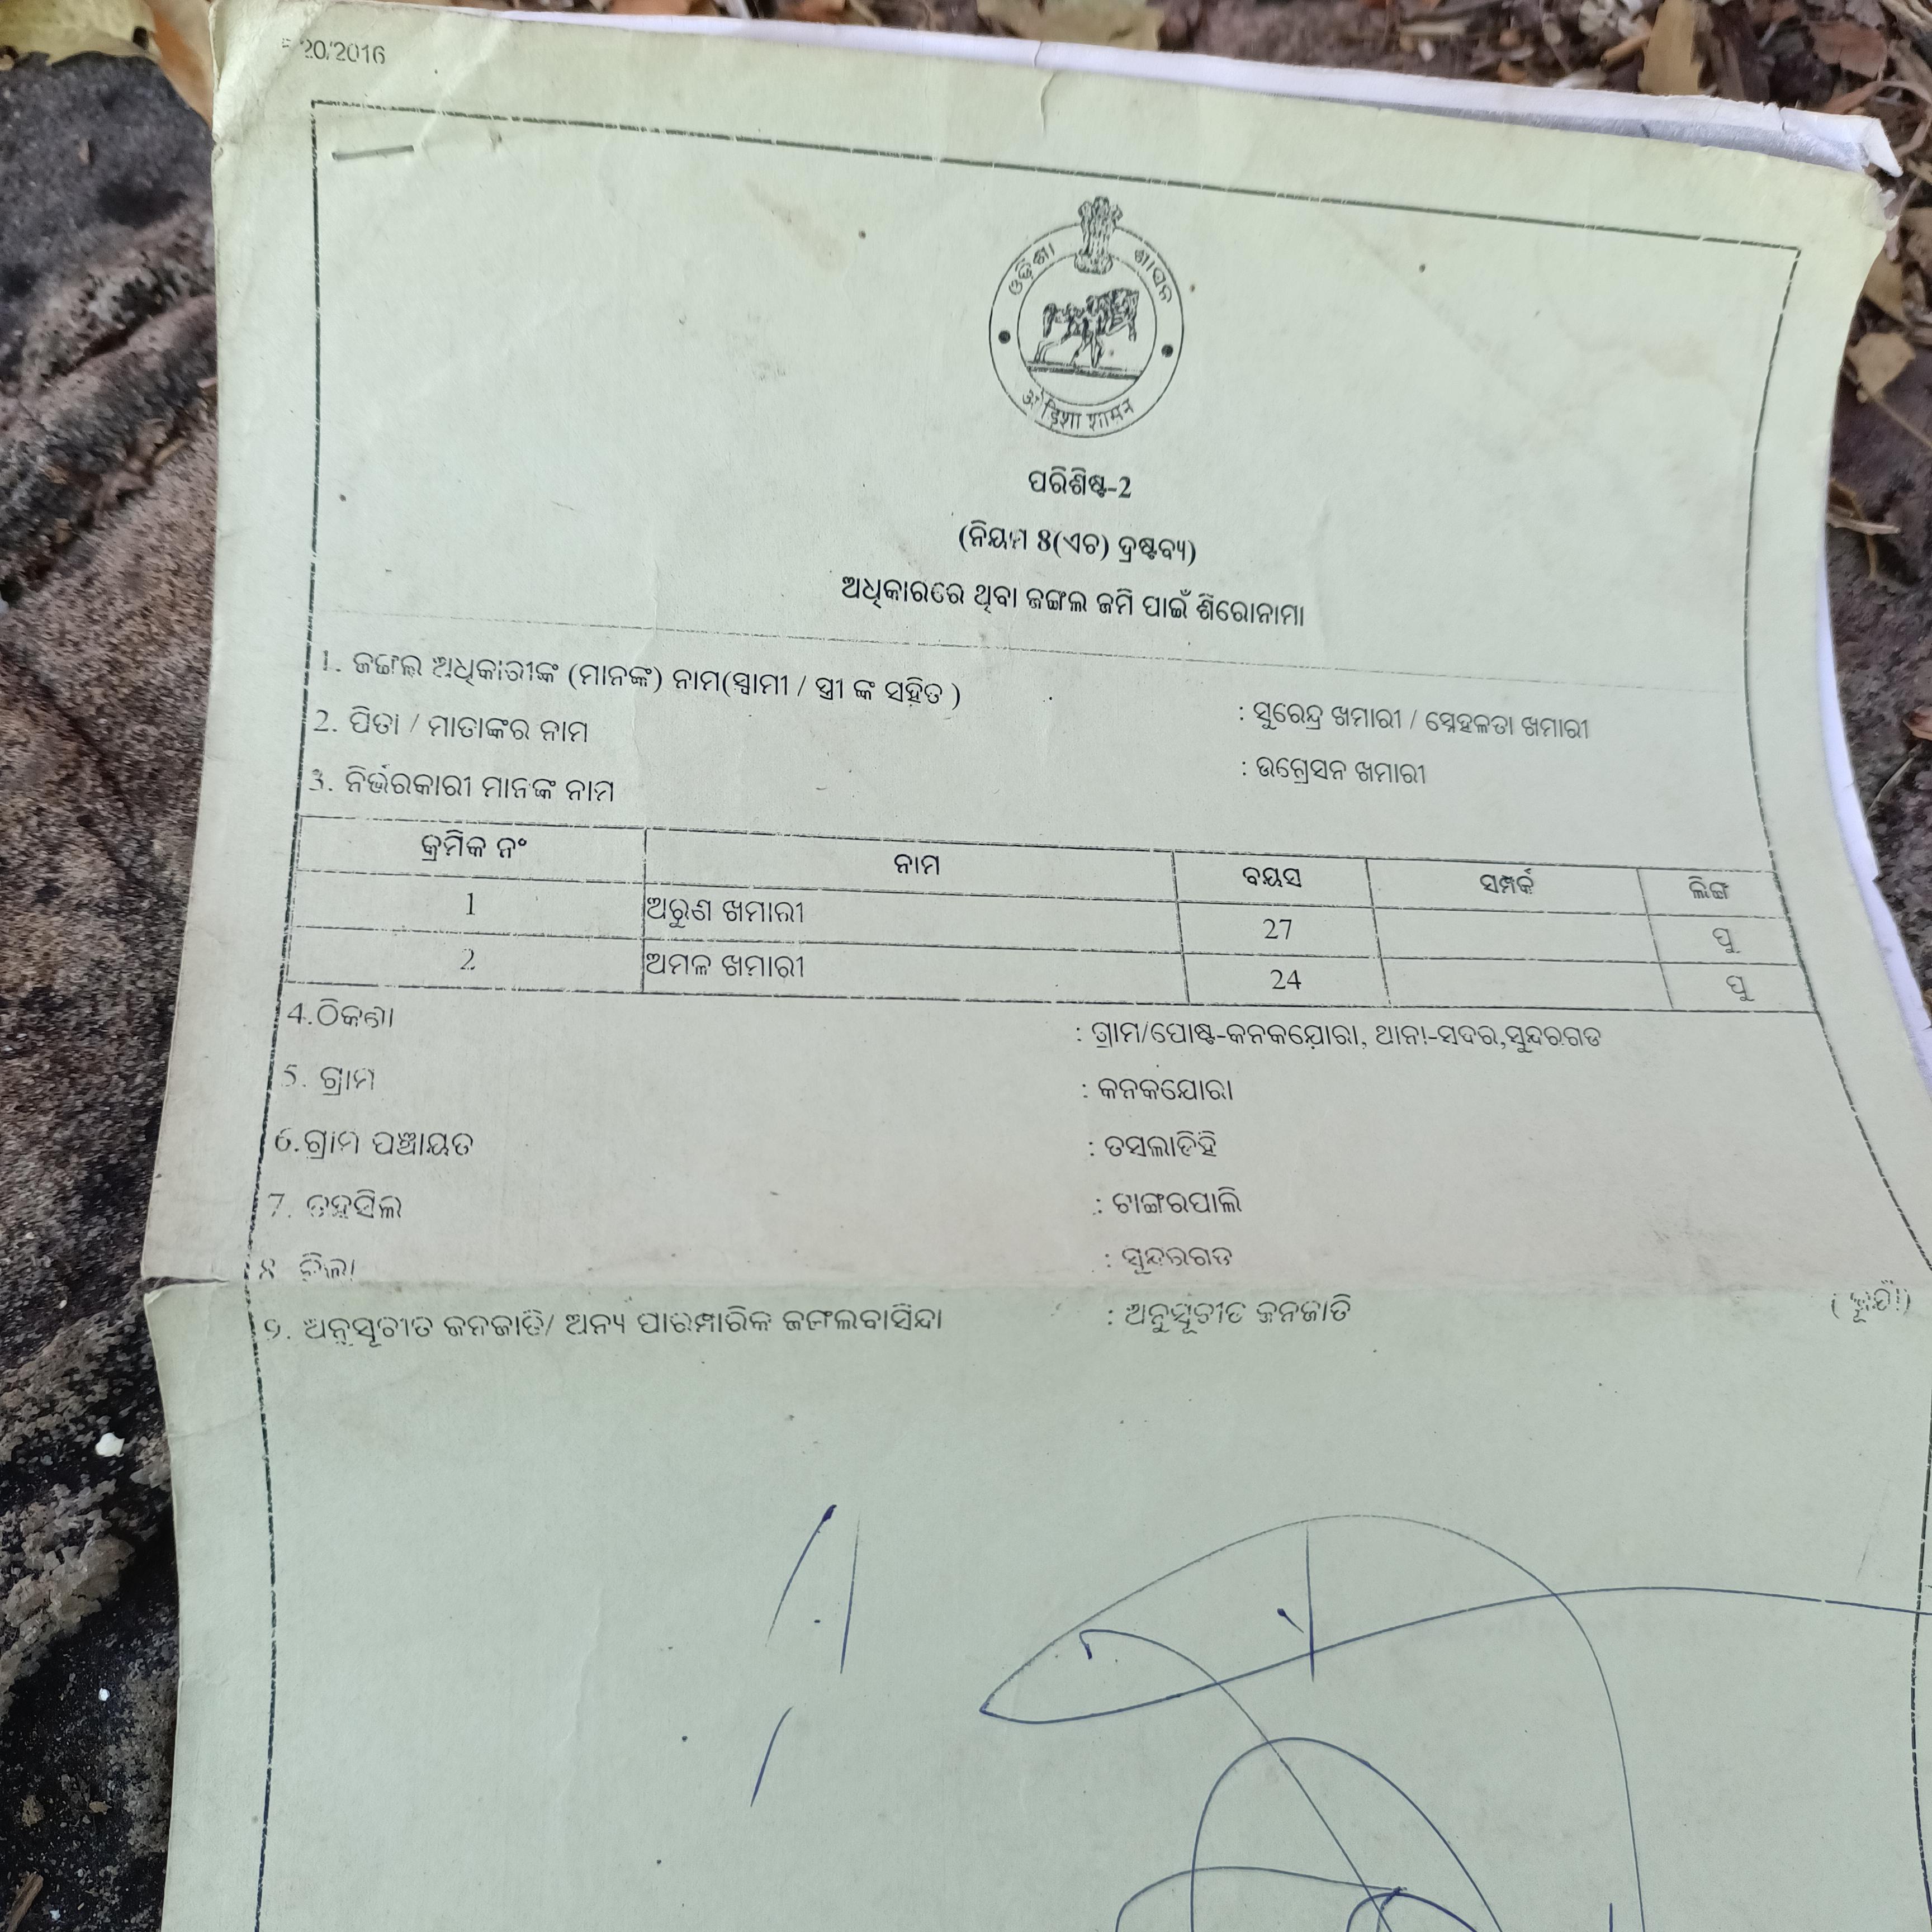 20/2016
ଓଡ଼ିଶା ଶାସନ
ओड़िशा शासन
ପରିଶିଷ୍ଟ-2
(ନିୟମ 8(ଏଚ) ଦ୍ରଷ୍ଟବ୍ୟ)
ଅଧିକାରରେ ଥିବା ଜଙ୍ଗଲ ଜମି ପାଇଁ ଶିରୋନାମା
1. ଜଙ୍ଗଲ ଅଧିକାରୀଙ୍କ (ମାନଙ୍କ) ନାମ(ସ୍ଵାମୀ / ସ୍ତ୍ରୀ ଙ୍କ ସହିତ ) : ସୁରେନ୍ଦ୍ର ଖମାରୀ / ସ୍ନେହଳତା ଖମାରୀ
2. ପିତା / ମାତାଙ୍କର ନାମ : ଉଗ୍ରେସନ ଖମାରୀ
3. ନିର୍ଭରକାରୀ ମାନଙ୍କ ନାମ
କ୍ରମିକ ନଂ ନାମ ବୟସ ସମ୍ପର୍କ ଲିଙ୍ଗ
1 ଅରୁଣ ଖମାରୀ 27 ପୁ
2 ଅମଳ ଖମାରୀ 24 ପୁ
4.ଠିକଣା : ଗ୍ରାମ/ପୋଷ୍ଟ-କନକଯୋରା, ଥାନା-ସଦର,ସୁନ୍ଦରଗଡ
5. ଗ୍ରାମ : କନକଯୋରା
6.ଗ୍ରାମ ପଞ୍ଚାୟତ : ତସଲାଡିହି
7. ତହସିଲ : ଟାଙ୍ଗରପାଲି
8 ଜିଲା : ସୁନ୍ଦରଗଡ
9. ଅନୁସୂଚୀତ ଜନଜାତି/ ଅନ୍ୟ ପାରମ୍ପାରିକ ଜଙ୍ଗଲବାସିନ୍ଦା : ଅନୁସୂଚୀତ ଜନଜାତି